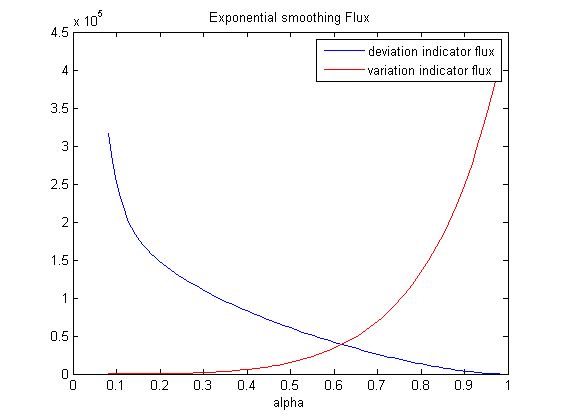 Exponential smoothing Flux
x 10^5
deviation indicator flux
variation indicator flux
4.5
4
3.5
3
2.5
2
1.5
1
0.5
0
0 0.1 0.2 0.3 0.4 0.5 0.6 0.7 0.8 0.9 1
alpha